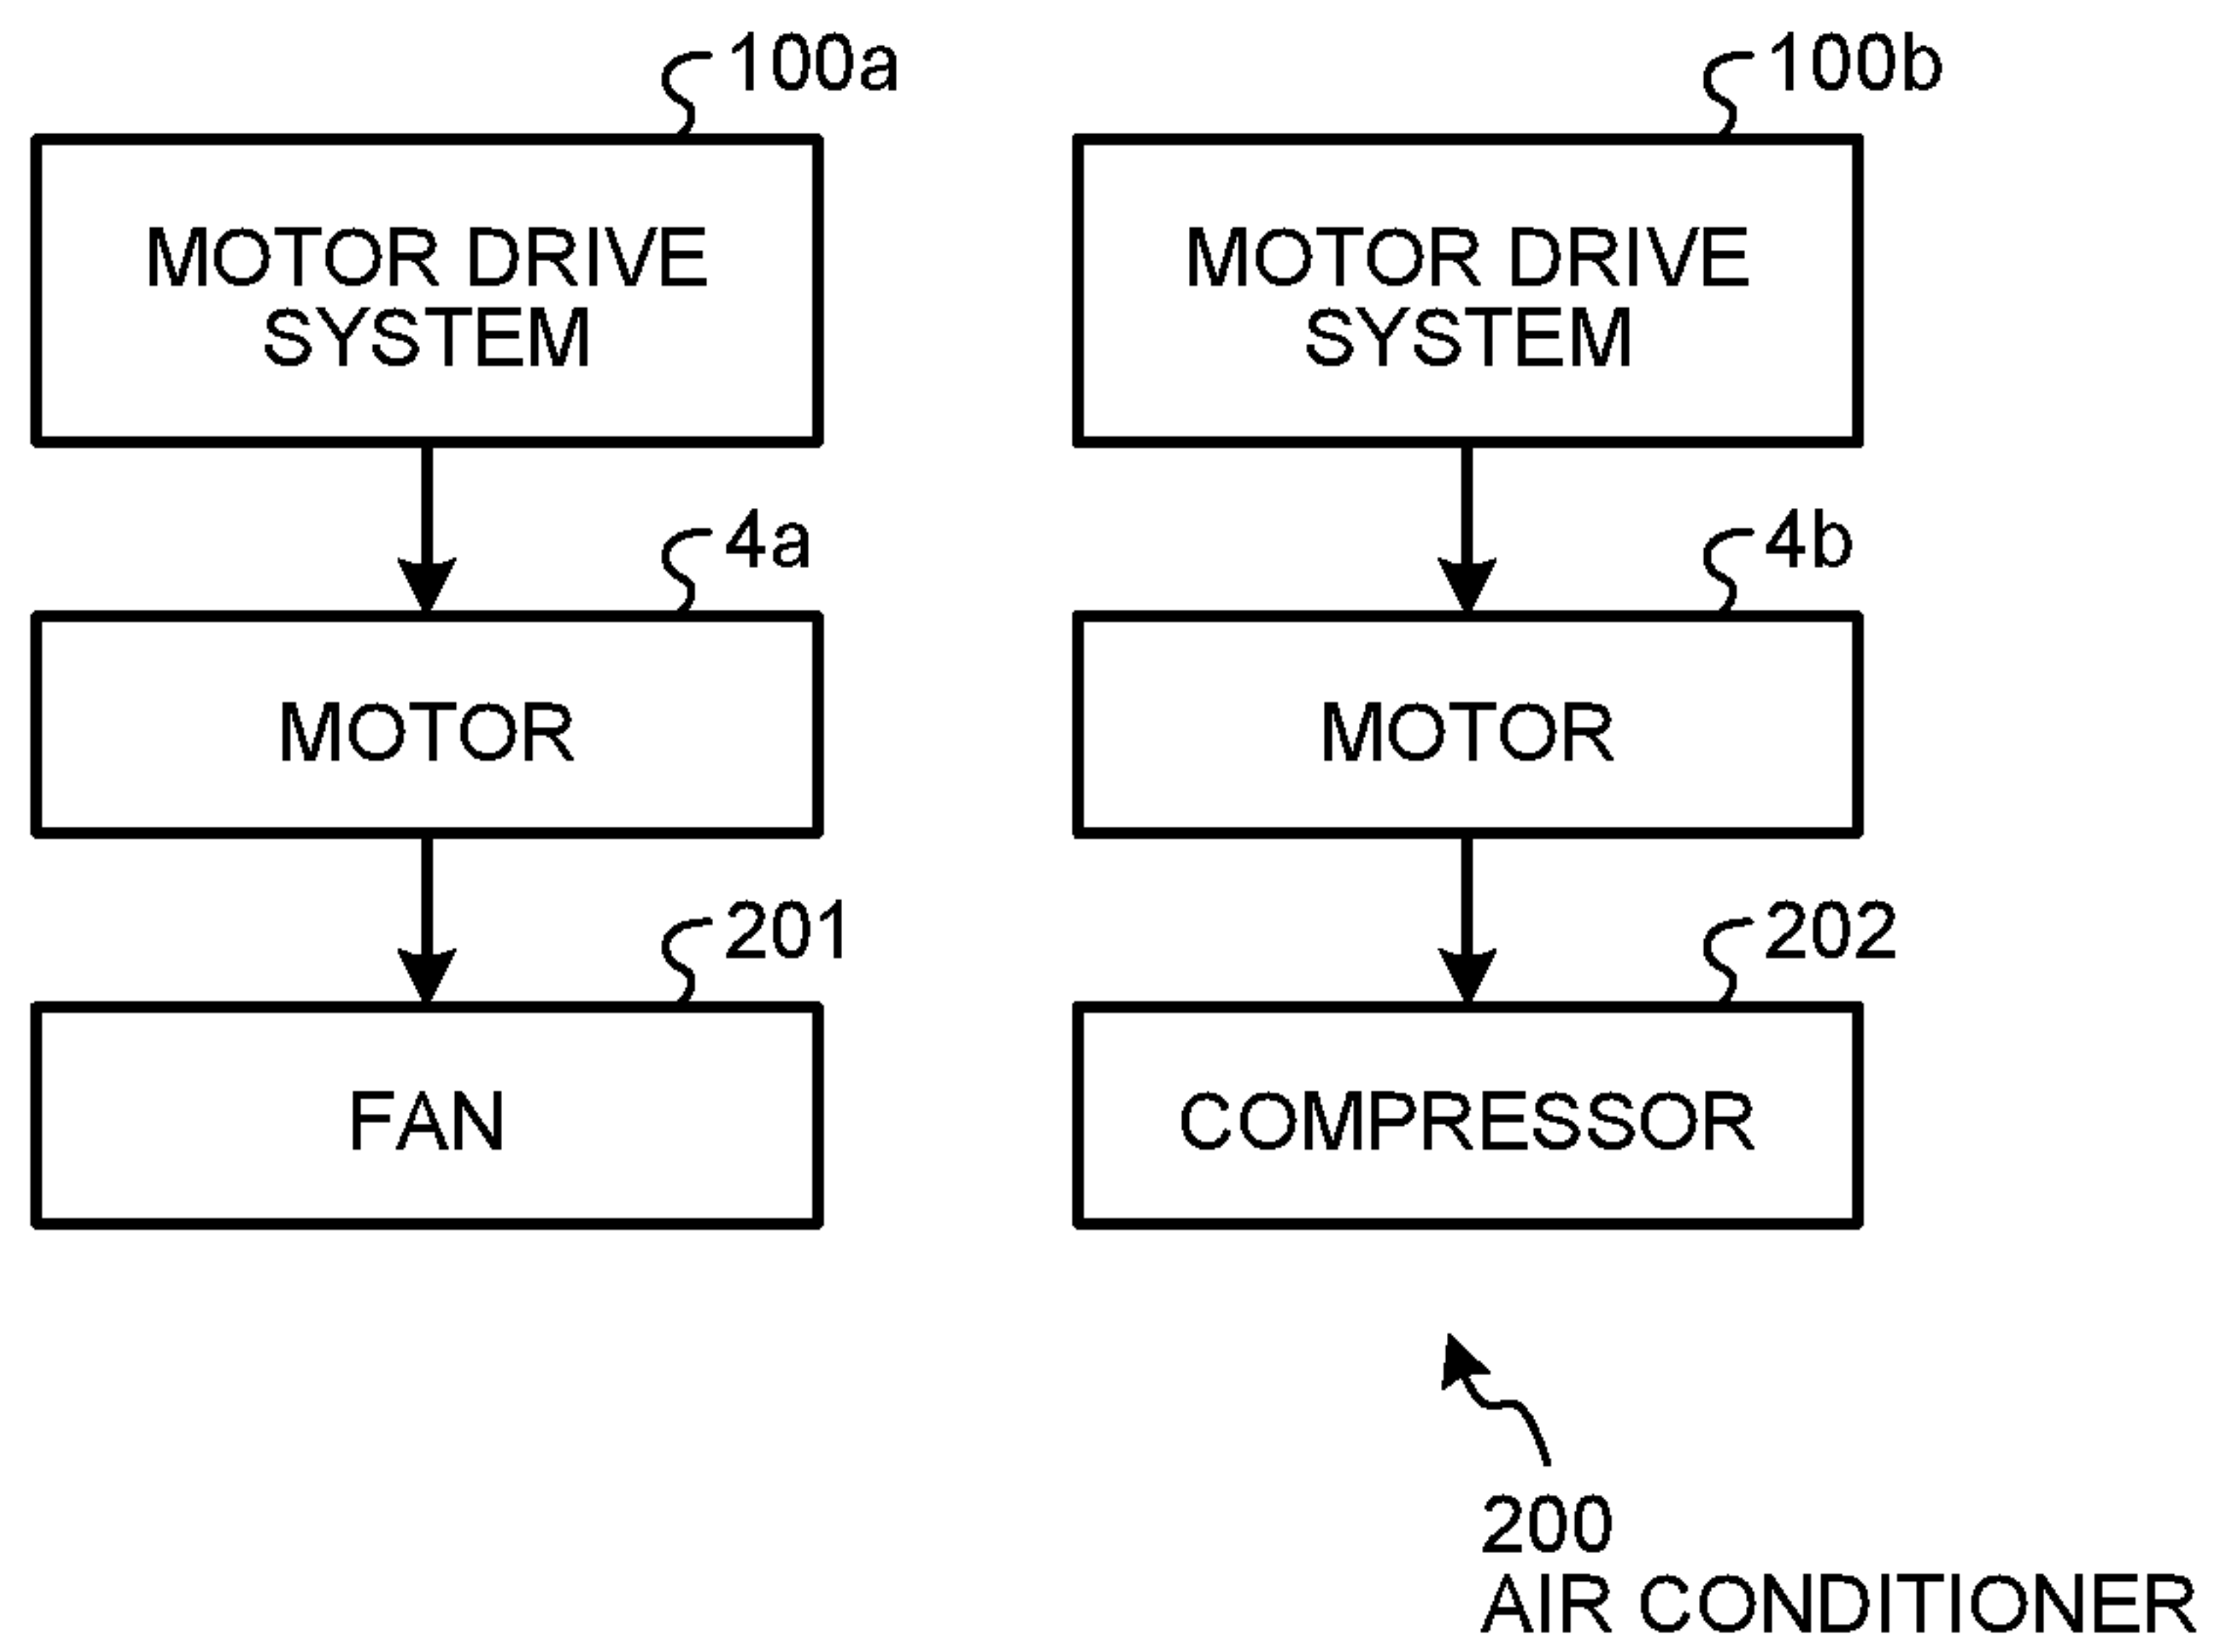 100a
MOTOR DRIVE
SYSTEM
4a
MOTOR
201
FAN
100b
MOTOR DRIVE
SYSTEM
4b
MOTOR
202
COMPRESSOR
200
AIR CONDITIONER